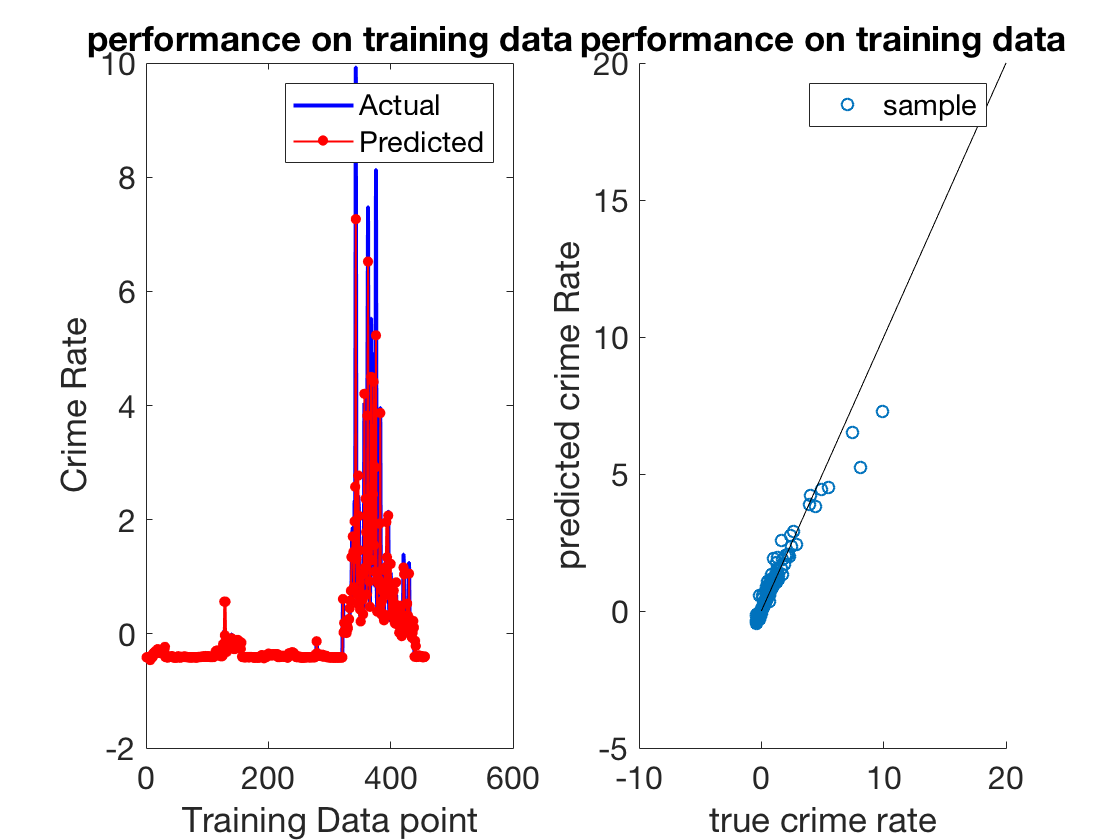 performance on training data
10
8
6
4
2
0
-2
Crime Rate
Actual
Predicted
0 200 400 600
Training Data point
performance on training data
20
15
10
5
0
-5
predicted crime Rate
sample
-10 0 10 20
true crime rate